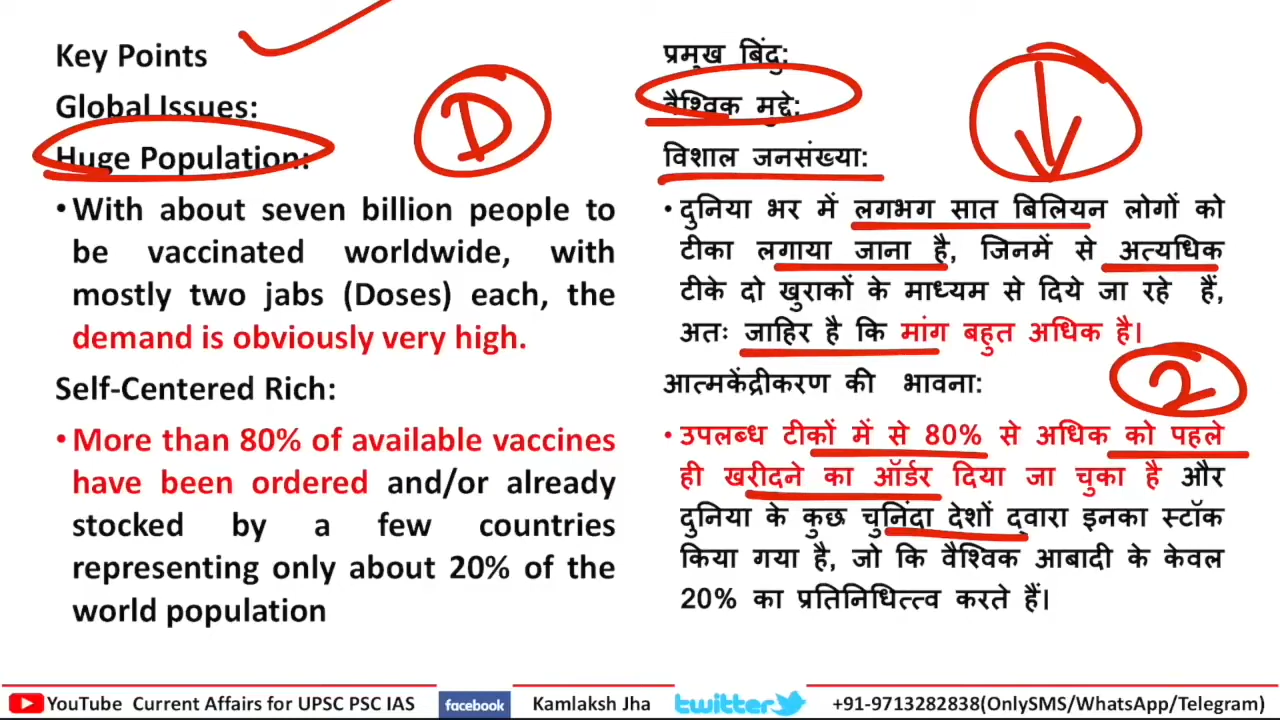 Key Points
Global Issues:
Huge Population:
•With about seven billion people to
be vaccinated worldwide, with
mostly two jabs (Doses) each, the
demand is obviously very high.
Self-Centered Rich:
•More than 80% of available vaccines
have been ordered and/or already
stocked by a few countries
representing only about 20% of the
world population
D
प्रमुख बिंदु:
वैश्विक मुद्दे:
विशाल जनसंख्या:
• दुनिया भर में लगभग सात बिलियन लोगों को
टीका लगाया जाना है, जिनमें से अत्यधिक
टीके दो खुराकों के माध्यम से दिये जा रहे हैं,
अतः जाहिर है कि मांग बहुत अधिक है।
आत्मकेंद्रीकरण की भावना:
2
• उपलब्ध टीकों में से 80% से अधिक को पहले
ही खरीदने का ऑर्डर दिया जा चुका है और
दुनिया के कुछ चुनिंदा देशों द्वारा इनका स्टॉक
किया गया है, जो कि वैश्विक आबादी के केवल
20% का प्रतिनिधित्त्व करते हैं।
YouTube Current Affairs for UPSC PSC IAS facebook Kamlaksh Jha twitter +91-9713282838(OnlySMS/WhatsApp/Telegram)